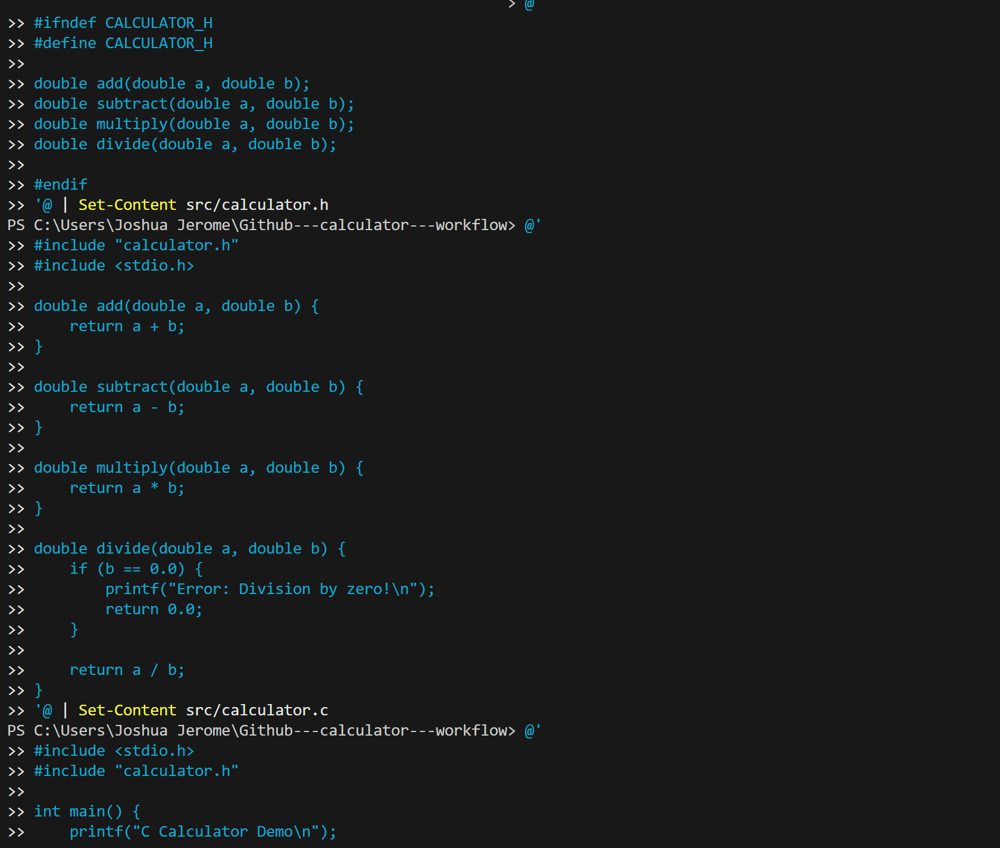 > @
>> #ifndef CALCULATOR_H
>> #define CALCULATOR_H
>>
>> double add(double a, double b);
>> double subtract(double a, double b);
>> double multiply(double a, double b);
>> double divide(double a, double b);
>>
>> #endif
>> '@ | Set-Content src/calculator.h
PS C:\Users\Joshua Jerome\Github---calculator---workflow> @'
>> #include "calculator.h"
>> #include <stdio.h>
>>
>> double add(double a, double b) {
>>     return a + b;
>> }
>>
>> double subtract(double a, double b) {
>>     return a - b;
>> }
>>
>> double multiply(double a, double b) {
>>     return a * b;
>> }
>>
>> double divide(double a, double b) {
>>     if (b == 0.0) {
>>         printf("Error: Division by zero!\n");
>>         return 0.0;
>>     }
>>
>>     return a / b;
>> }
>> '@ | Set-Content src/calculator.c
PS C:\Users\Joshua Jerome\Github---calculator---workflow> @'
>> #include <stdio.h>
>> #include "calculator.h"
>>
>> int main() {
>>     printf("C Calculator Demo\n");